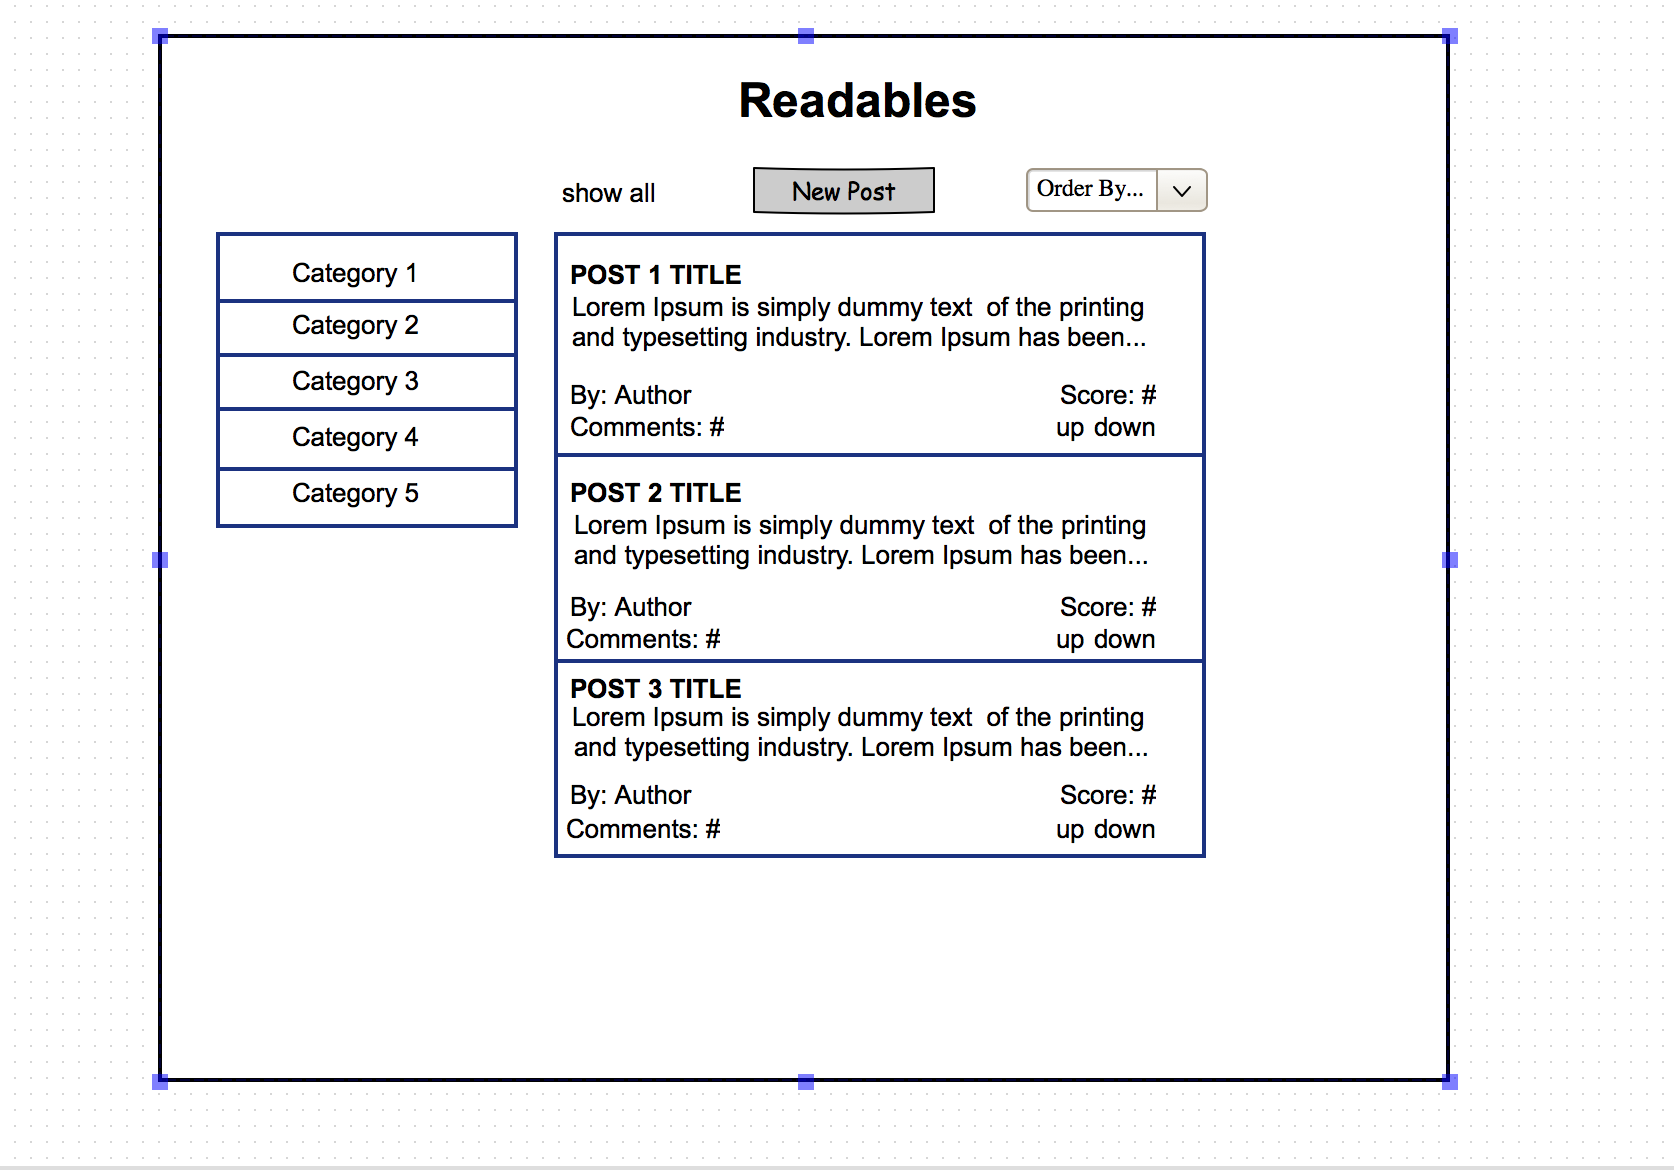 Readables
show all
New Post
Order By...
Category 1
Category 2
Category 3
Category 4
Category 5
POST 1 TITLE
Lorem Ipsum is simply dummy text  of the printing
and typesetting industry. Lorem Ipsum has been...
By: Author
Score: #
Comments: #
up down
POST 2 TITLE
Lorem Ipsum is simply dummy text  of the printing
and typesetting industry. Lorem Ipsum has been...
By: Author
Score: #
Comments: #
up down
POST 3 TITLE
Lorem Ipsum is simply dummy text  of the printing
and typesetting industry. Lorem Ipsum has been...
By: Author
Score: #
Comments: #
up down